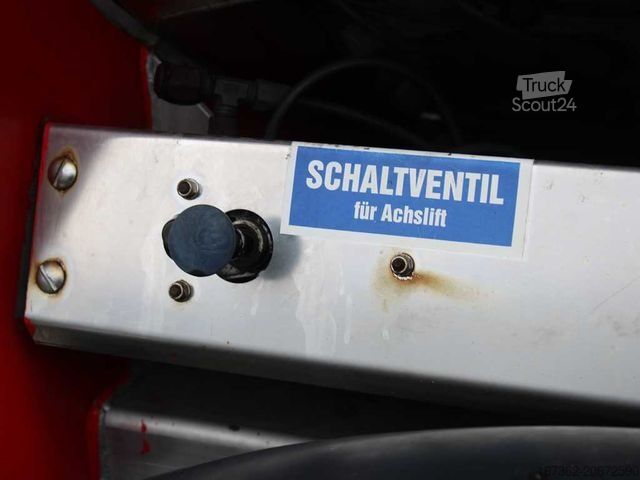 Truck
Scout24
SCHALTVENTIL
für Achslift